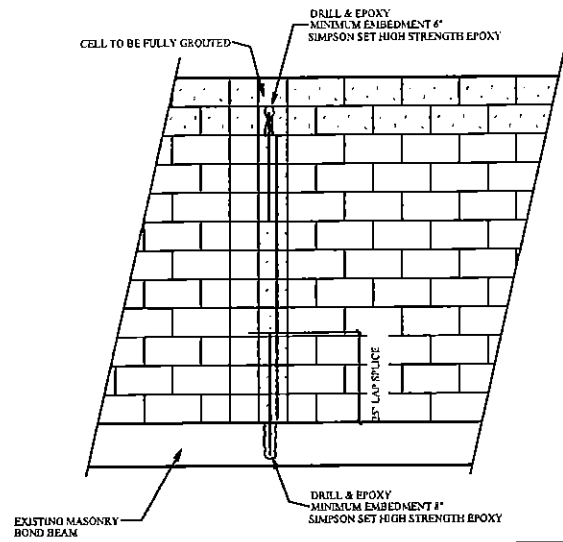 DRILL & EPOXY
MINIMUM EMBEDMENT 6"
SIMPSON SET HIGH STRENGTH EPOXY
CELL TO BE FULLY GROUTED
25" LAP SPLICE
DRILL & EPOXY
MINIMUM EMBEDMENT 8"
SIMPSON SET HIGH STRENGTH EPOXY
EXISTING MASONRY
BOND BEAM